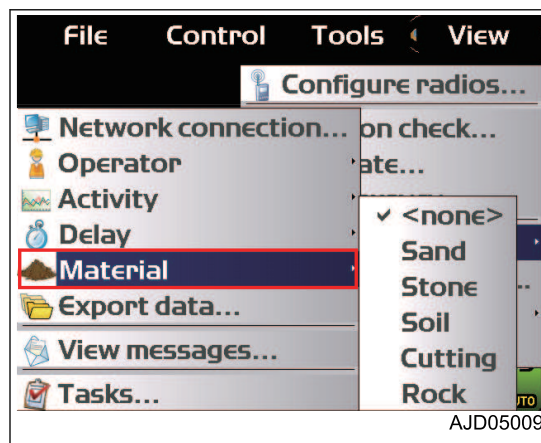 File Control Tools View
Configure radios...
Network connection... on check...
Operator ate...
Activity
Delay
Material
Export data...
View messages...
Tasks...
<none>
Sand
Stone
Soil
Cutting
Rock
UTO
AJD05009